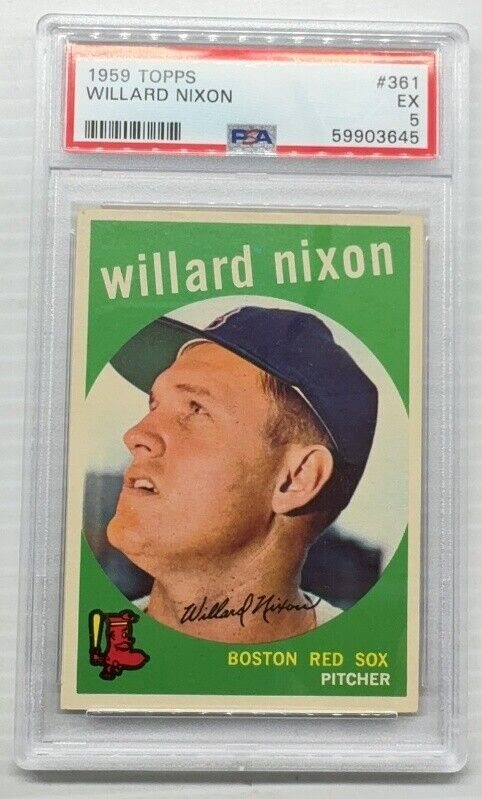 1959 TOPPS #361
WILLARD NIXON EX
5
PSA 59903645
willard nixon
Willard Nixon
BOSTON RED SOX
PITCHER